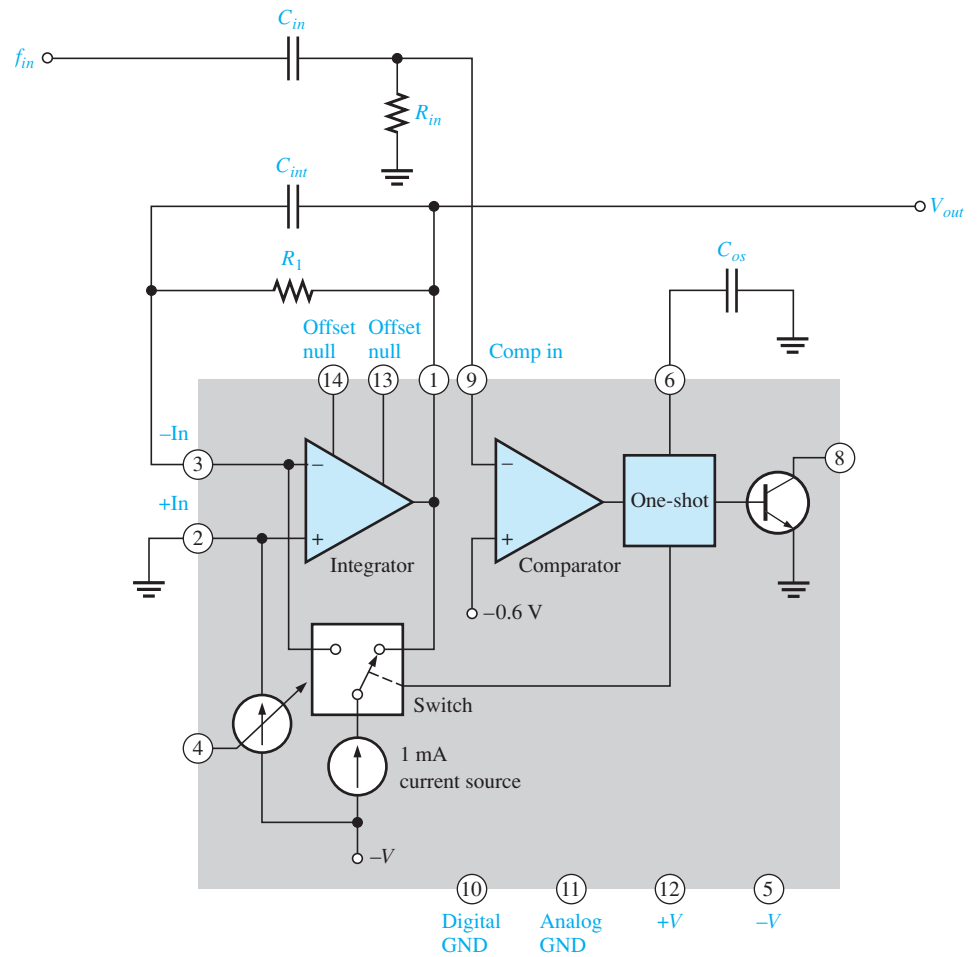 C_in
f_in
R_in
C_int
V_out
R_1
C_os
Offset null
Offset null
Comp in
14
13
1
9
6
–In
3
–
–
8
One-shot
+In
2
+
+
Integrator
Comparator
–0.6 V
Switch
4
1 mA
current source
–V
10
11
12
5
Digital GND
Analog GND
+V
–V